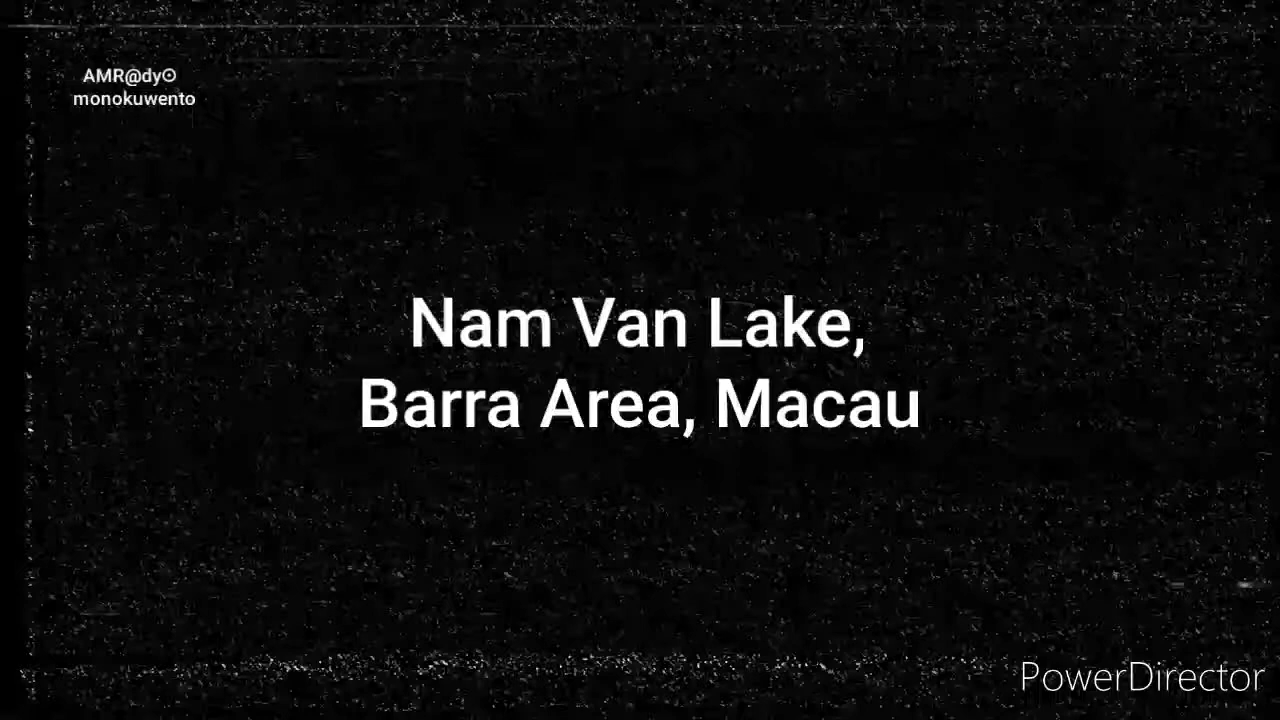 AMR@dy⊙
monokuwento
Nam Van Lake,
Barra Area, Macau
PowerDirector